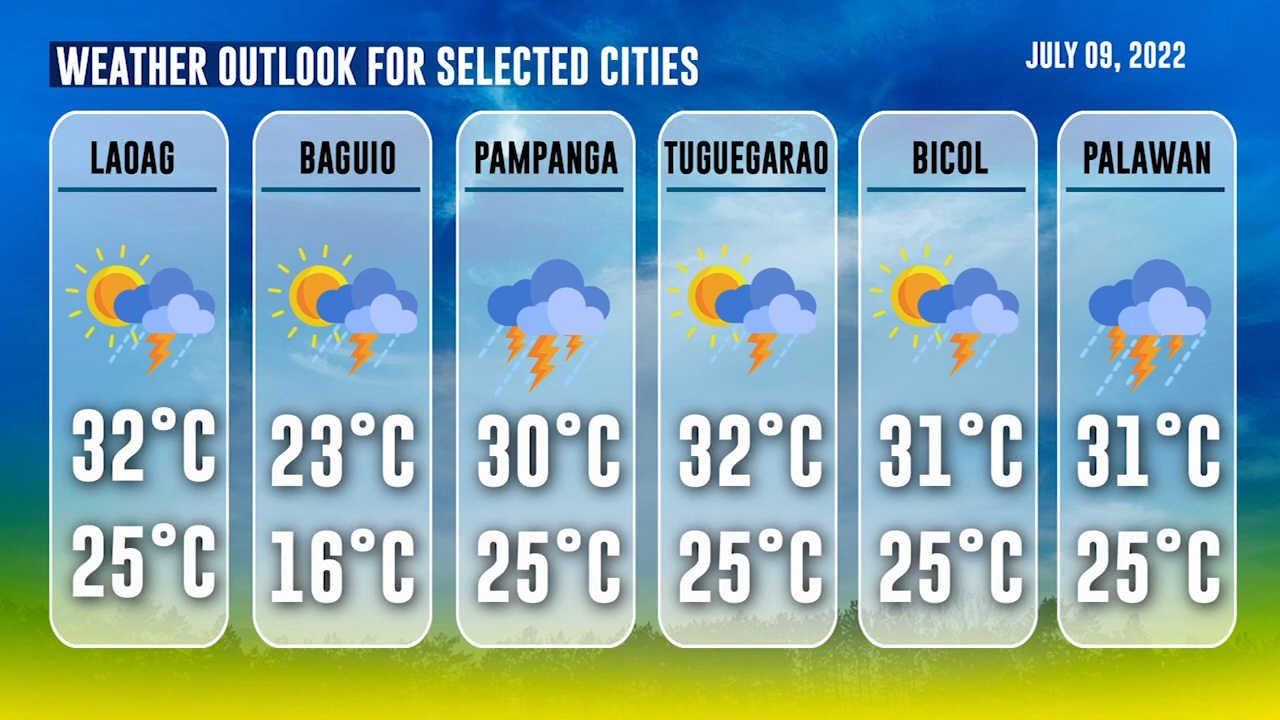 WEATHER OUTLOOK FOR SELECTED CITIES
JULY 09, 2022
LAOAG
32°C
25°C
BAGUIO
23°C
16°C
PAMPANGA
30°C
25°C
TUGUEGARAO
32°C
25°C
BICOL
31°C
25°C
PALAWAN
31°C
25°C